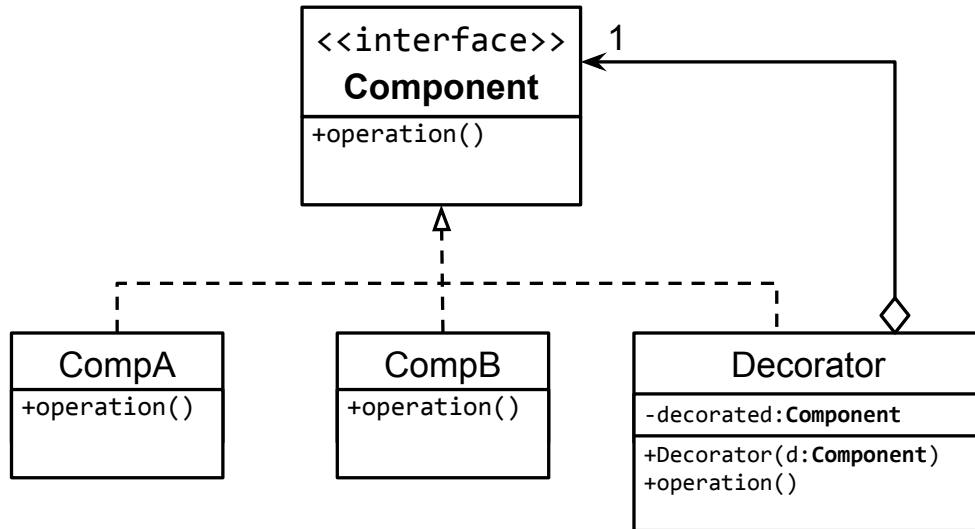 <<interface>>
Component
+operation()
1
CompA
+operation()
CompB
+operation()
Decorator
-decorated:Component
+Decorator(d:Component)
+operation()